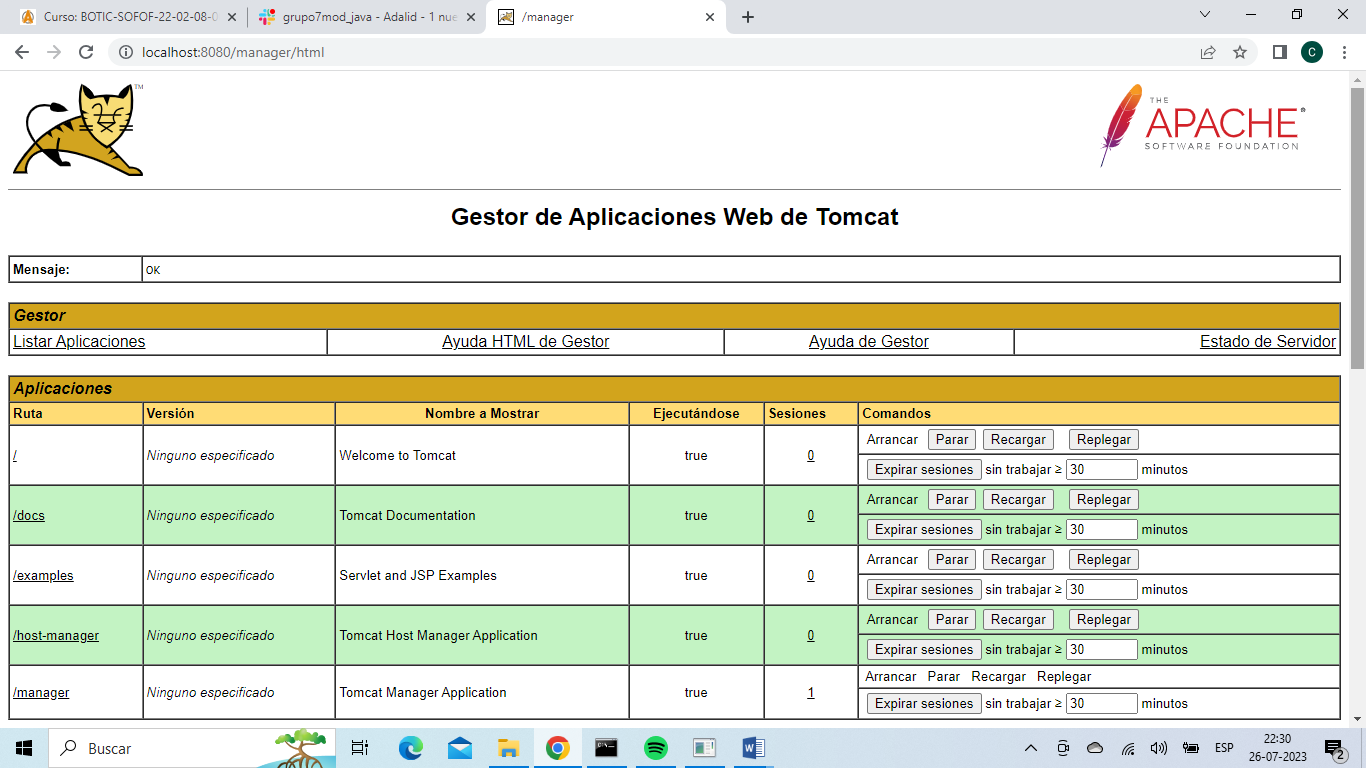 Curso: BOTIC-SOFOF-22-02-08-0
grupo7mod_java - Adalid - 1 nue
/manager
localhost:8080/manager/html
C
TM
THE
APACHE®
SOFTWARE FOUNDATION
Gestor de Aplicaciones Web de Tomcat
Mensaje: OK
Gestor
Listar Aplicaciones Ayuda HTML de Gestor Ayuda de Gestor Estado de Servidor
Aplicaciones
Ruta Versión Nombre a Mostrar Ejecutándose Sesiones Comandos
/ Ninguno especificado Welcome to Tomcat true 0 Arrancar Parar Recargar Replegar
Expirar sesiones sin trabajar ≥ 30 minutos
/docs Ninguno especificado Tomcat Documentation true 0 Arrancar Parar Recargar Replegar
Expirar sesiones sin trabajar ≥ 30 minutos
/examples Ninguno especificado Servlet and JSP Examples true 0 Arrancar Parar Recargar Replegar
Expirar sesiones sin trabajar ≥ 30 minutos
/host-manager Ninguno especificado Tomcat Host Manager Application true 0 Arrancar Parar Recargar Replegar
Expirar sesiones sin trabajar ≥ 30 minutos
/manager Ninguno especificado Tomcat Manager Application true 1 Arrancar Parar Recargar Replegar
Expirar sesiones sin trabajar ≥ 30 minutos
Buscar
ESP
22:30
26-07-2023
2